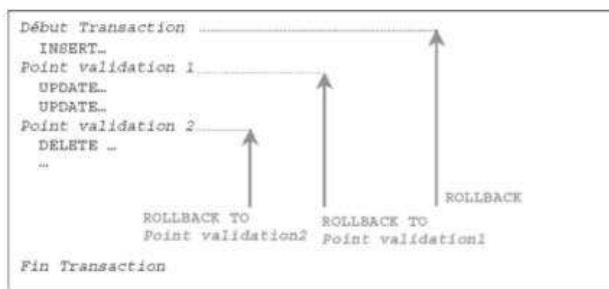 Début Transaction
INSERT…
Point validation 1
UPDATE…
UPDATE…
Point validation 2
DELETE …
…
ROLLBACK
ROLLBACK TO
Point validation2
ROLLBACK TO
Point validation1
Fin Transaction